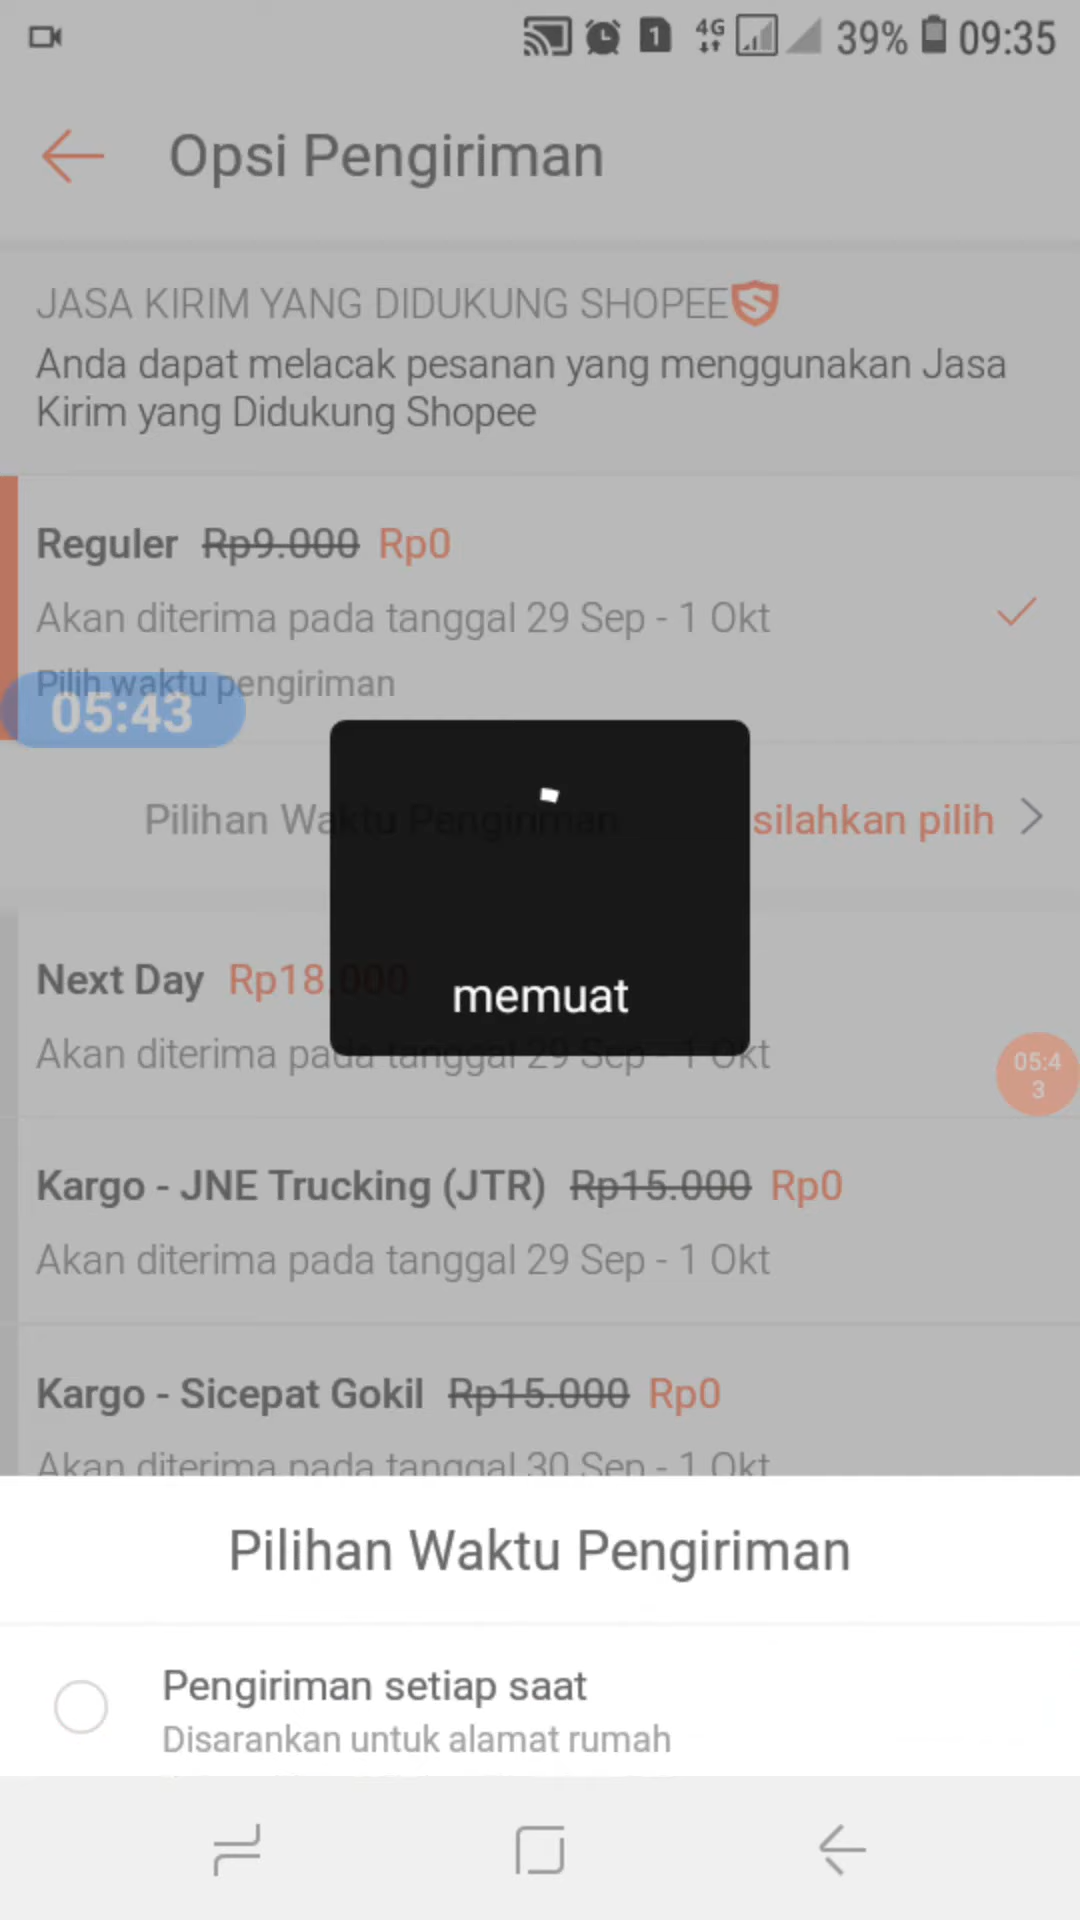 4G 1 39% 09:35
Opsi Pengiriman
JASA KIRIM YANG DIDUKUNG SHOPEE
Anda dapat melacak pesanan yang menggunakan Jasa
Kirim yang Didukung Shopee
Reguler Rp9.000 Rp0
Akan diterima pada tanggal 29 Sep - 1 Okt
Pilih waktu pengiriman
05:43
Pilihan Waktu Pengiriman silahkan pilih
Next Day Rp18.000
memuat
Akan diterima pada tanggal 29 Sep - 1 Okt
05:4
3
Kargo - JNE Trucking (JTR) Rp15.000 Rp0
Akan diterima pada tanggal 29 Sep - 1 Okt
Kargo - Sicepat Gokil Rp15.000 Rp0
Akan diterima pada tanggal 30 Sep - 1 Okt
Pilihan Waktu Pengiriman
Pengiriman setiap saat
Disarankan untuk alamat rumah